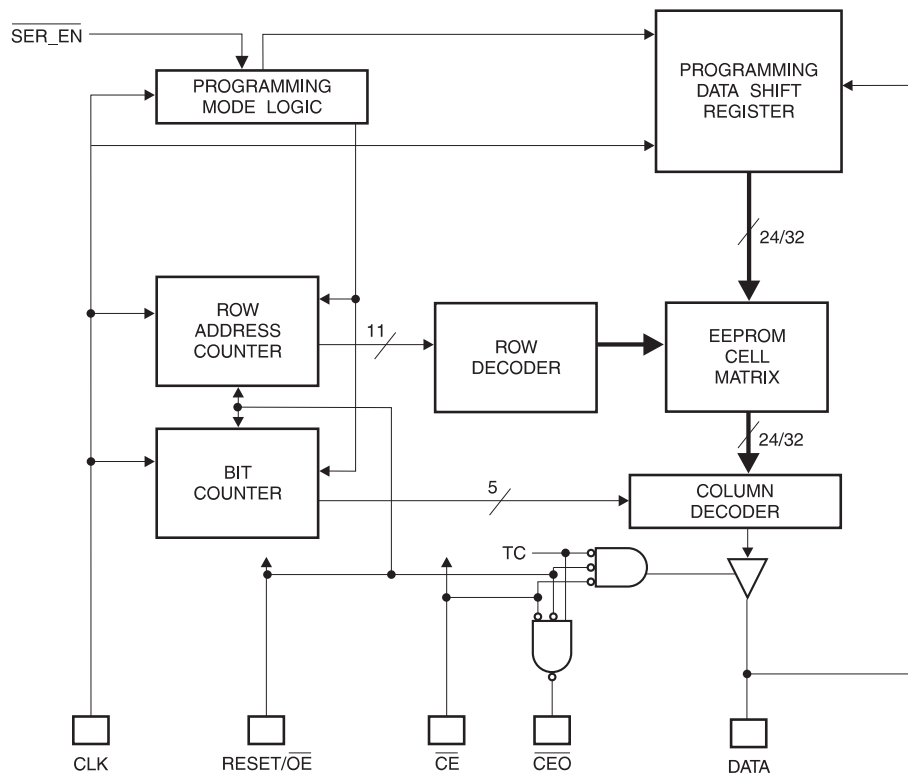 SER_EN
PROGRAMMING
MODE LOGIC
PROGRAMMING
DATA SHIFT
REGISTER
24/32
ROW
ADDRESS
COUNTER
11
ROW
DECODER
EEPROM
CELL
MATRIX
24/32
BIT
COUNTER
5
COLUMN
DECODER
TC
CLK
RESET/OE
CE
CEO
DATA